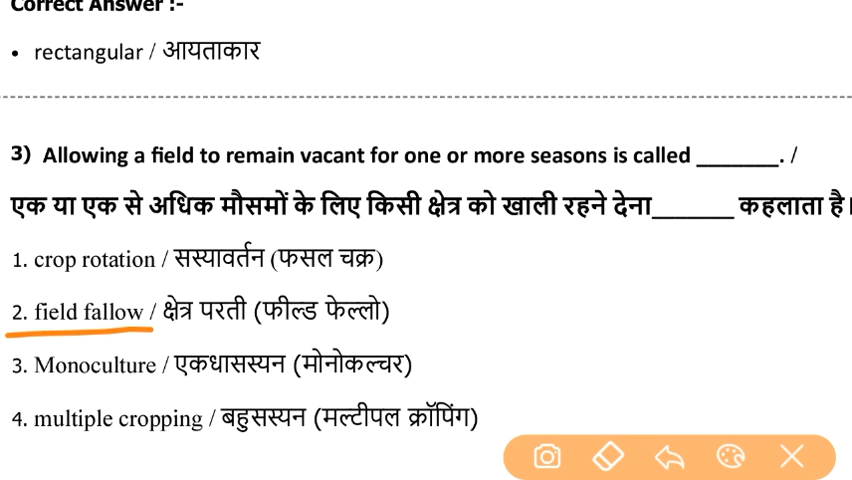 Correct Answer :-
• rectangular / आयताकार
3) Allowing a field to remain vacant for one or more seasons is called _______. /
एक या एक से अधिक मौसमों के लिए किसी क्षेत्र को खाली रहने देना_______ कहलाता है।
1. crop rotation / सस्यावर्तन (फसल चक्र)
2. field fallow / क्षेत्र परती (फील्ड फेल्लो)
3. Monoculture / एकधासस्यन (मोनोकल्चर)
4. multiple cropping / बहुसस्यन (मल्टीपल क्रॉपिंग)